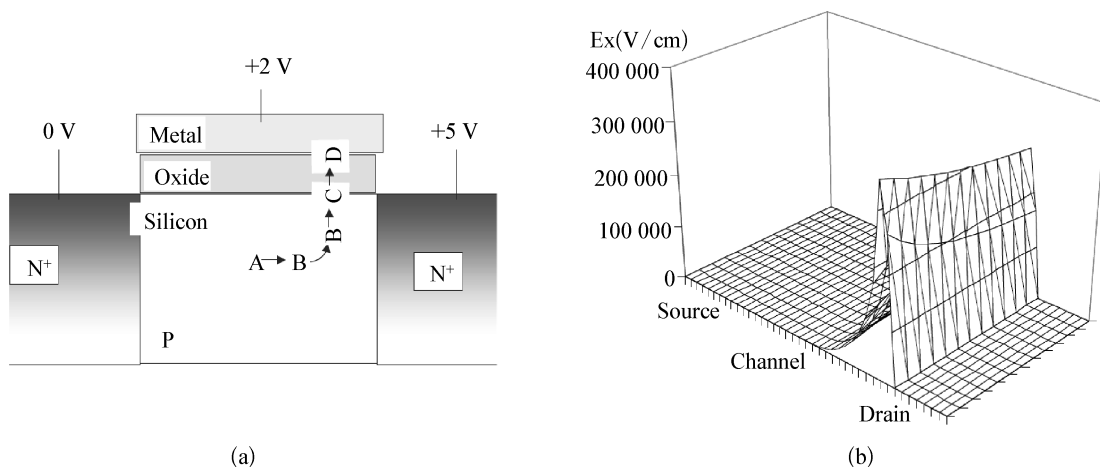 +2 V
0 V
+5 V
Metal
Oxide
D
C
Silicon
B
A
B
N⁺
N⁺
P
(a)
Ex(V/cm)
400 000
300 000
200 000
100 000
0
Source
Channel
Drain
(b)